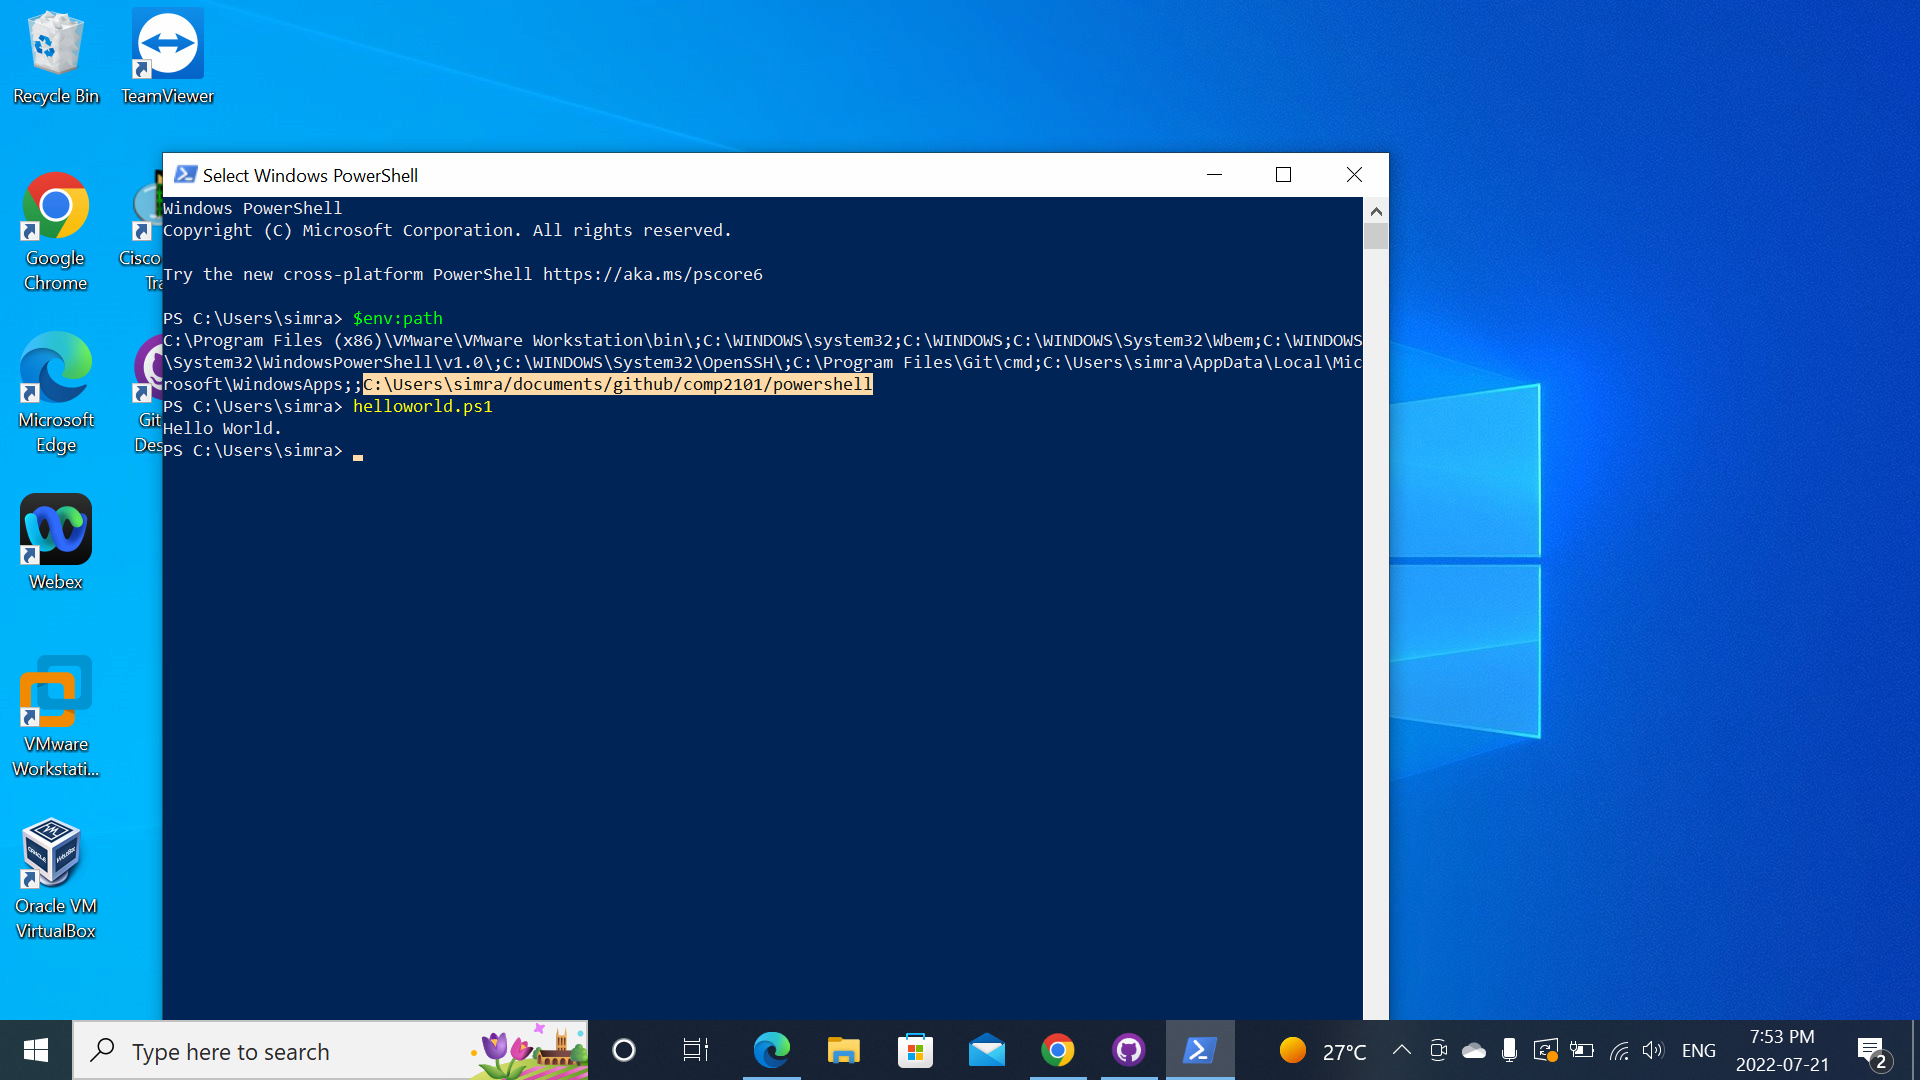 Recycle Bin
TeamViewer
Google
Chrome
Cisco
Tra
Microsoft
Edge
Git
Des
Webex
VMware
Workstati...
Oracle VM
VirtualBox
Select Windows PowerShell
Windows PowerShell
Copyright (C) Microsoft Corporation. All rights reserved.
Try the new cross-platform PowerShell https://aka.ms/pscore6
PS C:\Users\simra> $env:path
C:\Program Files (x86)\VMware\VMware Workstation\bin\;C:\WINDOWS\system32;C:\WINDOWS;C:\WINDOWS\System32\Wbem;C:\WINDOWS
\System32\WindowsPowerShell\v1.0\;C:\WINDOWS\System32\OpenSSH\;C:\Program Files\Git\cmd;C:\Users\simra\AppData\Local\Mic
rosoft\WindowsApps;;C:\Users\simra/documents/github/comp2101/powershell
PS C:\Users\simra> helloworld.ps1
Hello World.
PS C:\Users\simra>
Type here to search
27°C
ENG
7:53 PM
2022-07-21
2